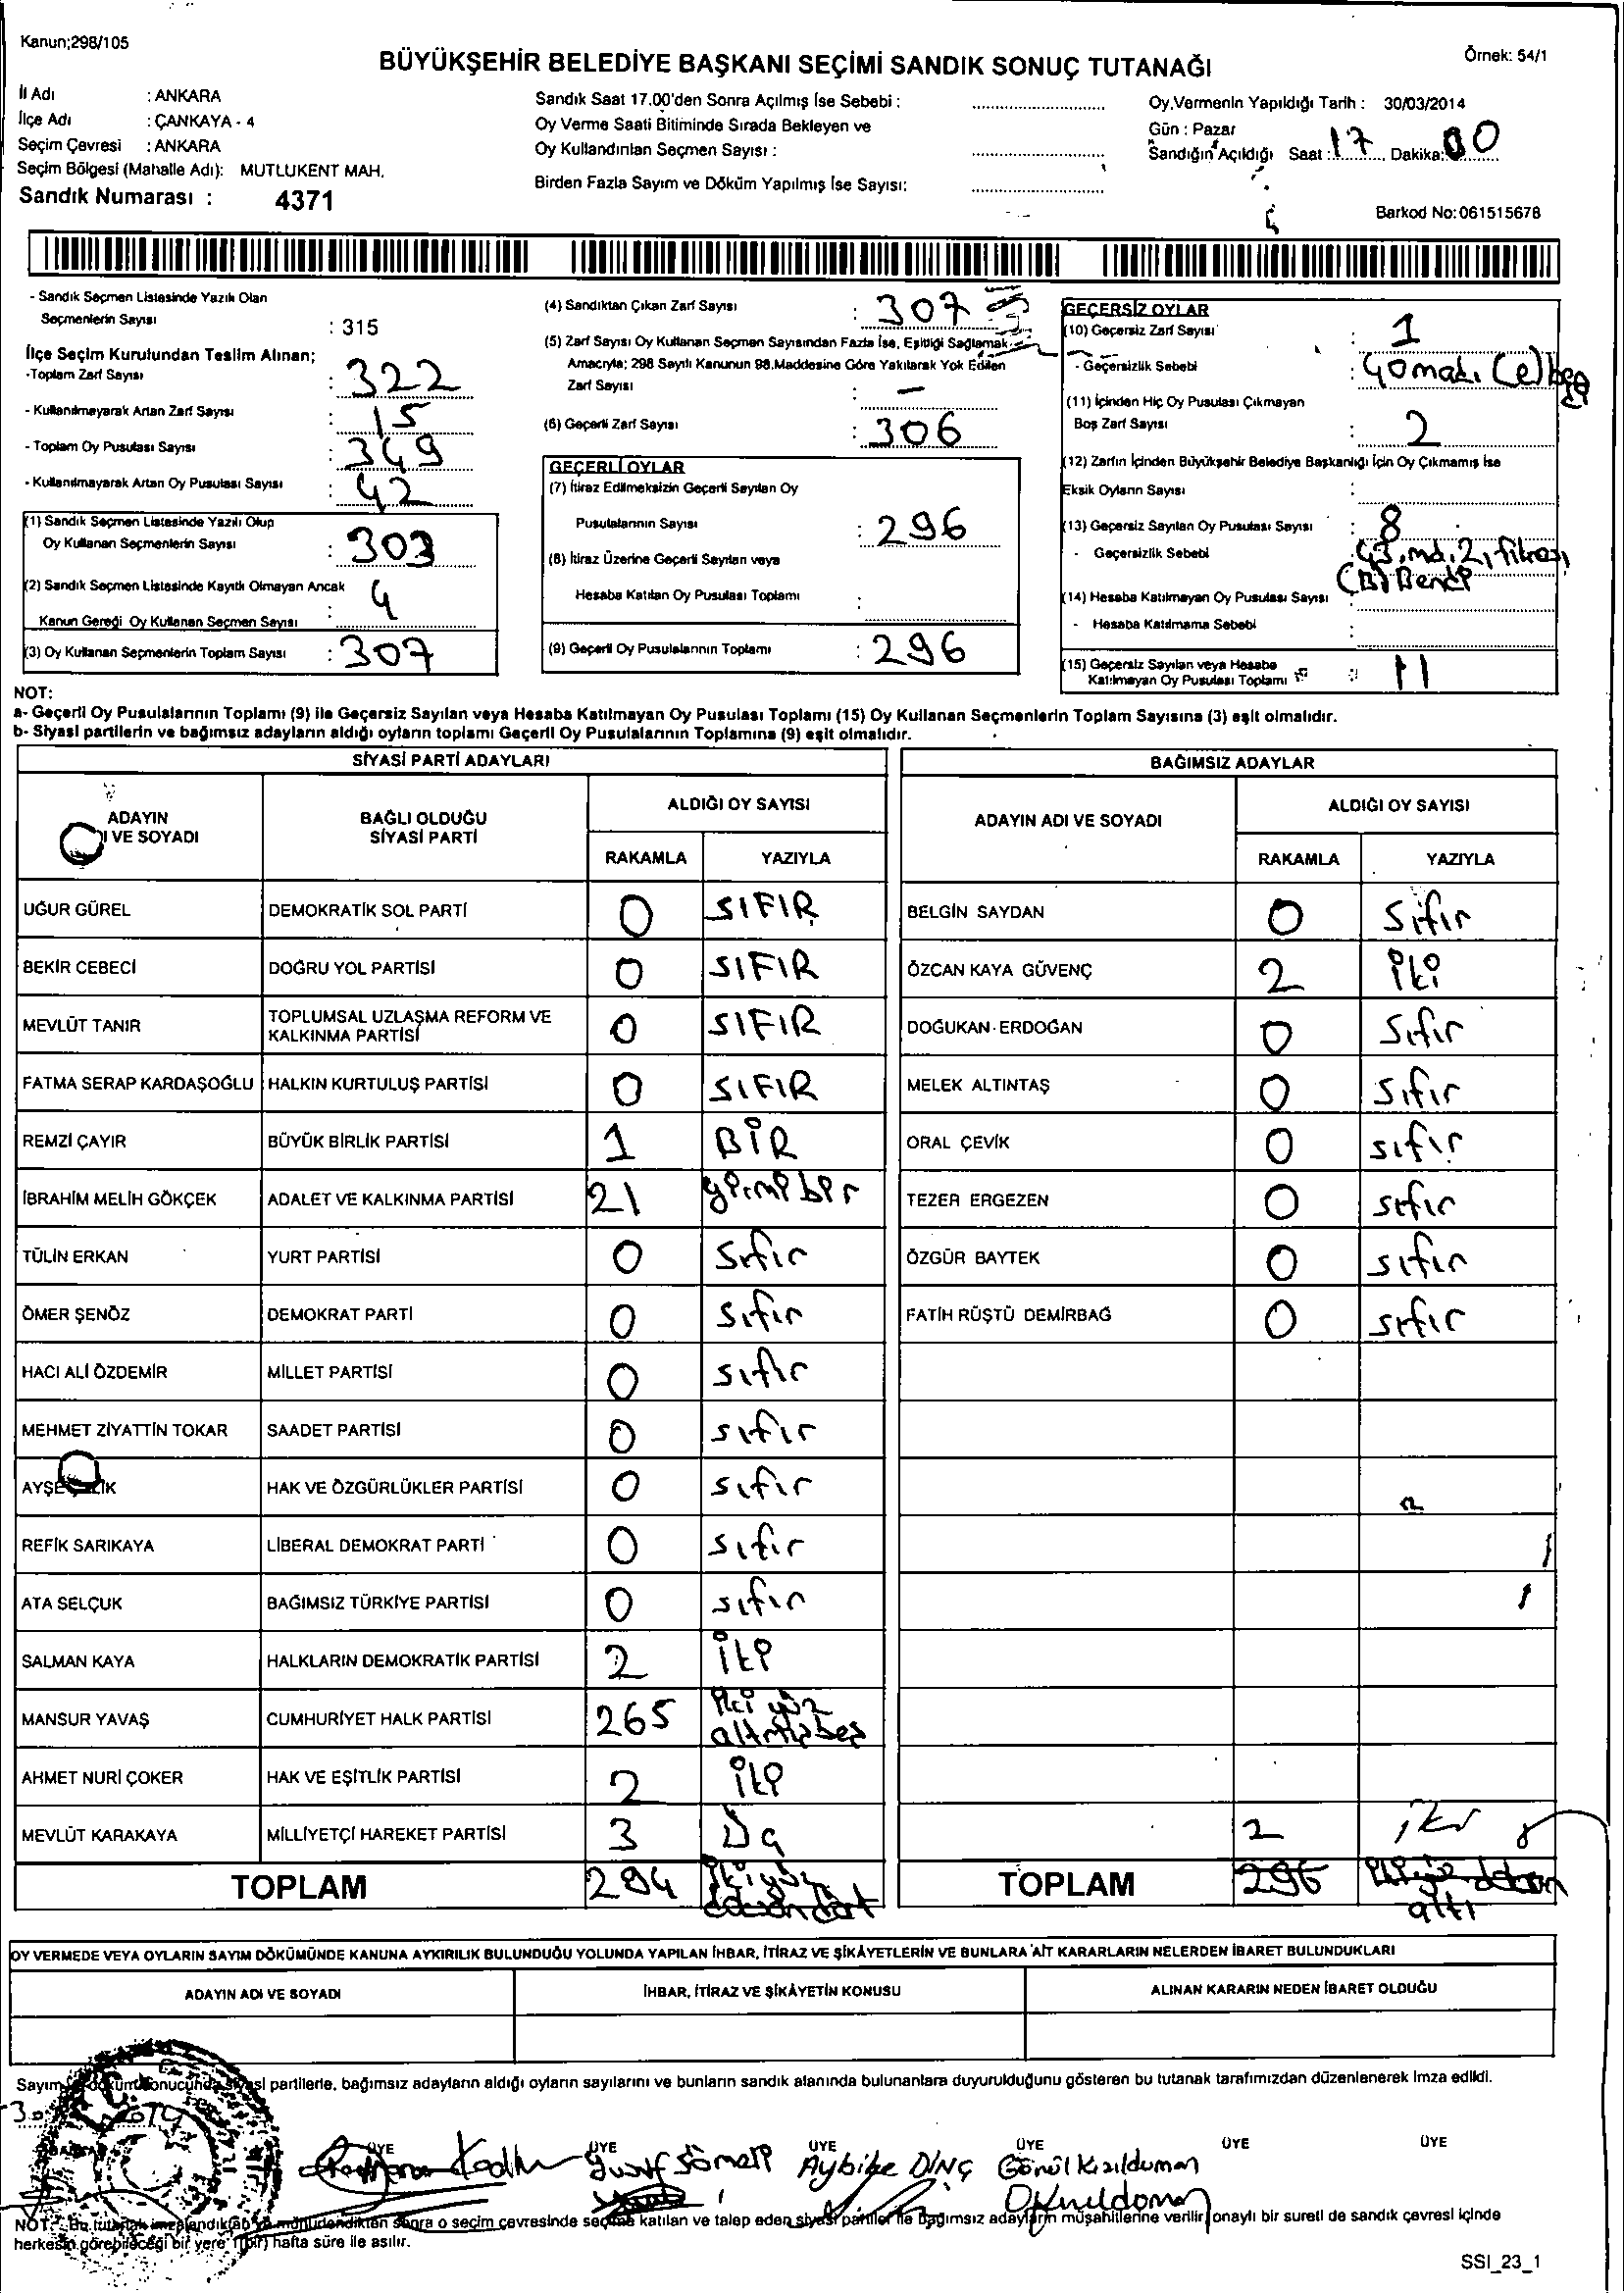 Kanun;298/105
BÜYÜKŞEHİR BELEDİYE BAŞKANI SEÇİMİ SANDIK SONUÇ TUTANAĞI
Örnek: 54/1
İl Adı : ANKARA
İlçe Adı : ÇANKAYA - 4
Seçim Çevresi : ANKARA
Seçim Bölgesi (Mahalle Adı): MUTLUKENT MAH.
Sandık Numarası : 4371
Sandık Saat 17.00'den Sonra Açılmış İse Sebebi :
Oy Verme Saati Bitiminde Sırada Bekleyen ve
Oy Kullandırılan Seçmen Sayısı :
Birden Fazla Sayım ve Döküm Yapılmış İse Sayısı:
Oy Vermenin Yapıldığı Tarih : 30/03/2014
Gün : Pazar
Sandığın Açıldığı Saat : 17 Dakika: 00
Barkod No: 061515678
- Sandık Seçmen Listesinde Yazılı Olan
Seçmenlerin Sayısı : 315
İlçe Seçim Kurulundan Teslim Alınan;
-Toplam Zarf Sayısı : 322
- Kullanılmayarak Artan Zarf Sayısı : 15
- Toplam Oy Pusulası Sayısı : 349
- Kullanılmayarak Artan Oy Pusulası Sayısı : 42
(1) Sandık Seçmen Listesinde Yazılı Olup
Oy Kullanan Seçmenlerin Sayısı : 303
(2) Sandık Seçmen Listesinde Kayıtlı Olmayan Ancak
Kanun Gereği Oy Kullanan Seçmen Sayısı : 4
(3) Oy Kullanan Seçmenlerin Toplam Sayısı : 307
(4) Sandıktan Çıkan Zarf Sayısı : 307
(5) Zarf Sayısı Oy Kullanan Seçmen Sayısından Fazla İse, Eşitliği Sağlamak
Amacıyla; 298 Sayılı Kanunun 98.Maddesine Göre Yakılarak Yok Edilen
Zarf Sayısı : -
(6) Geçerli Zarf Sayısı : 306
GEÇERLİ OYLAR
(7) İtiraz Edilmeksizin Geçerli Sayılan Oy
Pusulalarının Sayısı : 296
(8) İtiraz Üzerine Geçerli Sayılan veya
Hesaba Katılan Oy Pusulası Toplamı :
(9) Geçerli Oy Pusulalarının Toplamı : 296
GEÇERSİZ OYLAR
(10) Geçersiz Zarf Sayısı : 1
- Geçersizlik Sebebi :
(11) İçinden Hiç Oy Pusulası Çıkmayan
Boş Zarf Sayısı : 2
(12) Zarfın İçinden Büyükşehir Belediye Başkanlığı İçin Oy Çıkmamış İse
Eksik Oyların Sayısı :
(13) Geçersiz Sayılan Oy Pusulası Sayısı : 8
- Geçersizlik Sebebi : 43, md. 2, fıkrası
(B) Bendi
(14) Hesaba Katılmayan Oy Pusulası Sayısı :
- Hesaba Katılmama Sebebi :
(15) Geçersiz Sayılan veya Hesaba
Katılmayan Oy Pusulası Toplamı : 11
NOT:
a- Geçerli Oy Pusulalarının Toplamı (9) ile Geçersiz Sayılan veya Hesaba Katılmayan Oy Pusulası Toplamı (15) Oy Kullanan Seçmenlerin Toplam Sayısına (3) eşit olmalıdır.
b- Siyasi partilerin ve bağımsız adayların aldığı oyların toplamı Geçerli Oy Pusulalarının Toplamına (9) eşit olmalıdır.
SİYASİ PARTİ ADAYLARI
ADAYIN
I VE SOYADI
BAĞLI OLDUĞU
SİYASİ PARTİ
ALDIĞI OY SAYISI
RAKAMLA YAZIYLA
UĞUR GÜREL DEMOKRATİK SOL PARTİ 0 SIFIR
BEKİR CEBECİ DOĞRU YOL PARTİSİ 0 SIFIR
MEVLÜT TANIR TOPLUMSAL UZLAŞMA REFORM VE
KALKINMA PARTİSİ 0 SIFIR
FATMA SERAP KARDAŞOĞLU HALKIN KURTULUŞ PARTİSİ 0 SIFIR
REMZİ ÇAYIR BÜYÜK BİRLİK PARTİSİ 1 BİR
İBRAHİM MELİH GÖKÇEK ADALET VE KALKINMA PARTİSİ 21 yirmi bir
TÜLİN ERKAN YURT PARTİSİ 0 Sıfır
ÖMER ŞENÖZ DEMOKRAT PARTİ 0 sıfır
HACI ALİ ÖZDEMİR MİLLET PARTİSİ 0 sıfır
MEHMET ZİYATTİN TOKAR SAADET PARTİSİ 0 sıfır
AYŞE HAK VE ÖZGÜRLÜKLER PARTİSİ 0 sıfır
REFİK SARIKAYA LİBERAL DEMOKRAT PARTİ 0 sıfır
ATA SELÇUK BAĞIMSIZ TÜRKİYE PARTİSİ 0 sıfır
SALMAN KAYA HALKLARIN DEMOKRATİK PARTİSİ 2 iki
MANSUR YAVAŞ CUMHURİYET HALK PARTİSİ 265 iki yüz
altmışbeş
AHMET NURİ ÇOKER HAK VE EŞİTLİK PARTİSİ 2 iki
MEVLÜT KARAKAYA MİLLİYETÇİ HAREKET PARTİSİ 3 Üç
TOPLAM 294 ikiyüz
doksan dört
BAĞIMSIZ ADAYLAR
ADAYIN ADI VE SOYADI
ALDIĞI OY SAYISI
RAKAMLA YAZIYLA
BELGİN SAYDAN 0 Sıfır
ÖZCAN KAYA GÜVENÇ 2 iki
DOĞUKAN ERDOĞAN 0 Sıfır
MELEK ALTINTAŞ 0 sıfır
ORAL ÇEVİK 0 sıfır
TEZER ERGEZEN 0 sıfır
ÖZGÜR BAYTEK 0 sıfır
FATİH RÜŞTÜ DEMİRBAĞ 0 sıfır
2 iki
TOPLAM 296 altı
OY VERMEDE VEYA OYLARIN SAYIM DÖKÜMÜNDE KANUNA AYKIRILIK BULUNDUĞU YOLUNDA YAPILAN İHBAR, İTİRAZ VE ŞİKÂYETLERİN VE BUNLARA AİT KARARLARIN NELERDEN İBARET BULUNDUKLARI
ADAYIN ADI VE SOYADI İHBAR, İTİRAZ VE ŞİKÂYETİN KONUSU ALINAN KARARIN NEDEN İBARET OLDUĞU
Sayım döküm sonucunda siyasi partilerle, bağımsız adayların aldığı oyların sayılarını ve bunların sandık alanında bulunanlara duyurulduğunu gösteren bu tutanak tarafımızdan düzenlenerek imza edildi.
2014
ÜYE ÜYE ÜYE ÜYE ÜYE ÜYE
Yusuf Aybike DİNÇ Gönül Kızılduman
NOT: Bu tutanak sonra o seçim çevresinde seçime katılan ve talep eden siyasi partiler ile bağımsız adayların müşahitlerine verilir, onaylı bir sureti de sandık çevresi içinde
herkesin görebileceği bir yere 1(bir) hafta süre ile asılır.
SSI_23_1